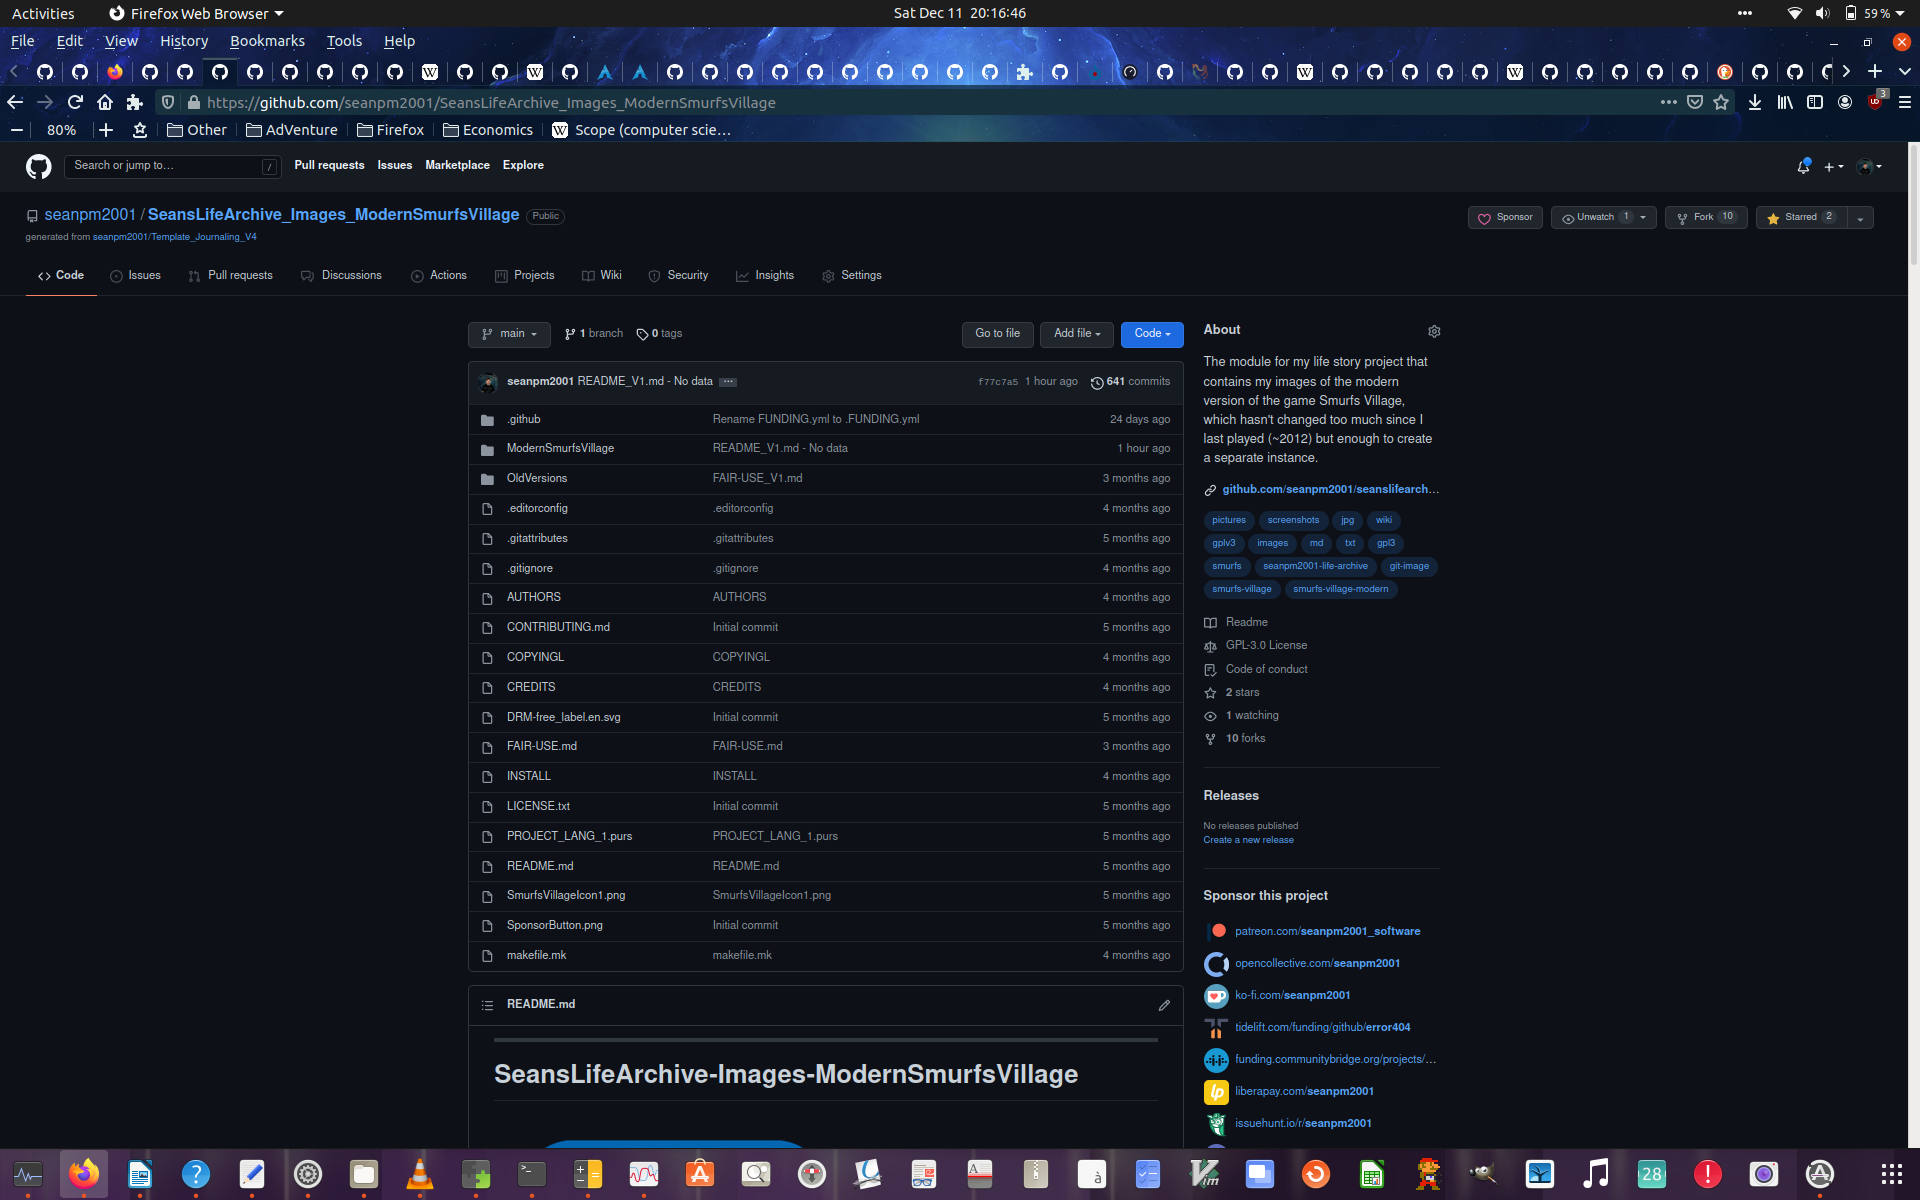 Activities Firefox Web Browser Sat Dec 11 20:16:46 59 %
File Edit View History Bookmarks Tools Help
https://github.com/seanpm2001/SeansLifeArchive_Images_ModernSmurfsVillage 3
80% Other AdVenture Firefox Economics Scope (computer scie…
Search or jump to… / Pull requests Issues Marketplace Explore
seanpm2001 / SeansLifeArchive_Images_ModernSmurfsVillage Public Sponsor Unwatch 1 Fork 10 Starred 2
generated from seanpm2001/Template_Journaling_V4
Code Issues Pull requests Discussions Actions Projects Wiki Security Insights Settings
main 1 branch 0 tags Go to file Add file Code
seanpm2001 README_V1.md - No data … f77c7a5 1 hour ago 641 commits
.github Rename FUNDING.yml to .FUNDING.yml 24 days ago
ModernSmurfsVillage README_V1.md - No data 1 hour ago
OldVersions FAIR-USE_V1.md 3 months ago
.editorconfig .editorconfig 4 months ago
.gitattributes .gitattributes 5 months ago
.gitignore .gitignore 4 months ago
AUTHORS AUTHORS 4 months ago
CONTRIBUTING.md Initial commit 5 months ago
COPYINGL COPYINGL 4 months ago
CREDITS CREDITS 4 months ago
DRM-free_label.en.svg Initial commit 5 months ago
FAIR-USE.md FAIR-USE.md 3 months ago
INSTALL INSTALL 4 months ago
LICENSE.txt Initial commit 5 months ago
PROJECT_LANG_1.purs PROJECT_LANG_1.purs 5 months ago
README.md README.md 5 months ago
SmurfsVillageIcon1.png SmurfsVillageIcon1.png 5 months ago
SponsorButton.png Initial commit 5 months ago
makefile.mk makefile.mk 4 months ago
README.md
SeansLifeArchive-Images-ModernSmurfsVillage
About
The module for my life story project that
contains my images of the modern
version of the game Smurfs Village,
which hasn't changed too much since I
last played (~2012) but enough to create
a separate instance.
github.com/seanpm2001/seanslifearch…
pictures screenshots jpg wiki
gplv3 images md txt gpl3
smurfs seanpm2001-life-archive git-image
smurfs-village smurfs-village-modern
Readme
GPL-3.0 License
Code of conduct
2 stars
1 watching
10 forks
Releases
No releases published
Create a new release
Sponsor this project
patreon.com/seanpm2001_software
opencollective.com/seanpm2001
ko-fi.com/seanpm2001
tidelift.com/funding/github/error404
funding.communitybridge.org/projects/…
liberapay.com/seanpm2001
issuehunt.io/r/seanpm2001
28